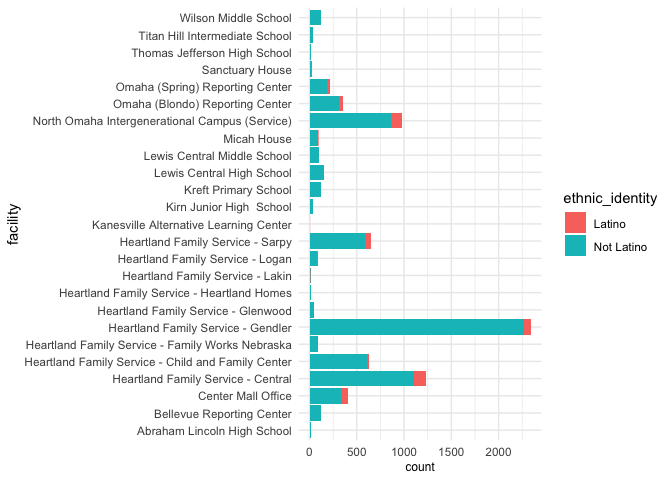 Wilson Middle School
Titan Hill Intermediate School
Thomas Jefferson High School
Sanctuary House
Omaha (Spring) Reporting Center
Omaha (Blondo) Reporting Center
North Omaha Intergenerational Campus (Service)
Micah House
Lewis Central Middle School
Lewis Central High School
Kreft Primary School
Kirn Junior High  School
Kanesville Alternative Learning Center
Heartland Family Service - Sarpy
Heartland Family Service - Logan
Heartland Family Service - Lakin
Heartland Family Service - Heartland Homes
Heartland Family Service - Glenwood
Heartland Family Service - Gendler
Heartland Family Service - Family Works Nebraska
Heartland Family Service - Child and Family Center
Heartland Family Service - Central
Center Mall Office
Bellevue Reporting Center
Abraham Lincoln High School
facility
0 500 1000 1500 2000
count
ethnic_identity
Latino
Not Latino